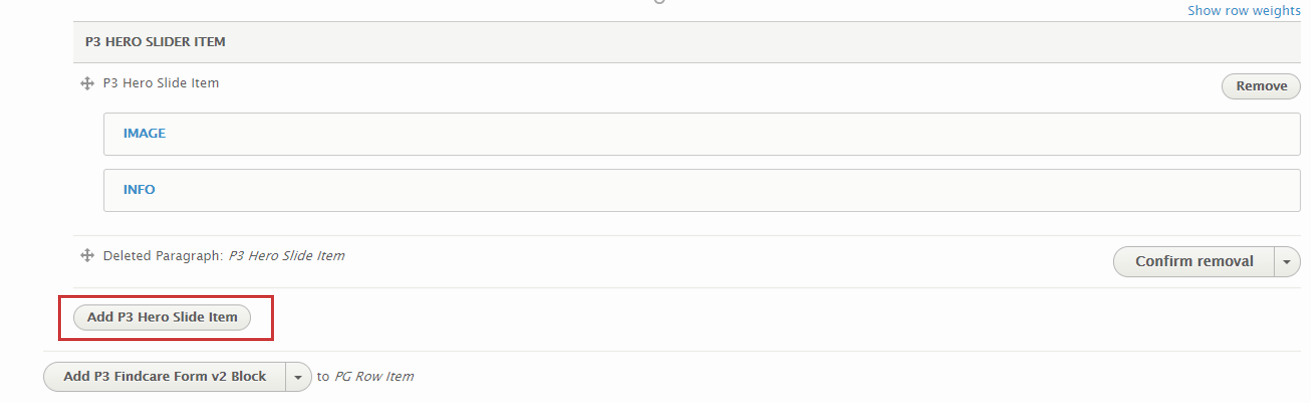 Show row weights
P3 HERO SLIDER ITEM
P3 Hero Slide Item
Remove
IMAGE
INFO
Deleted Paragraph: P3 Hero Slide Item
Confirm removal
Add P3 Hero Slide Item
Add P3 Findcare Form v2 Block to PG Row Item